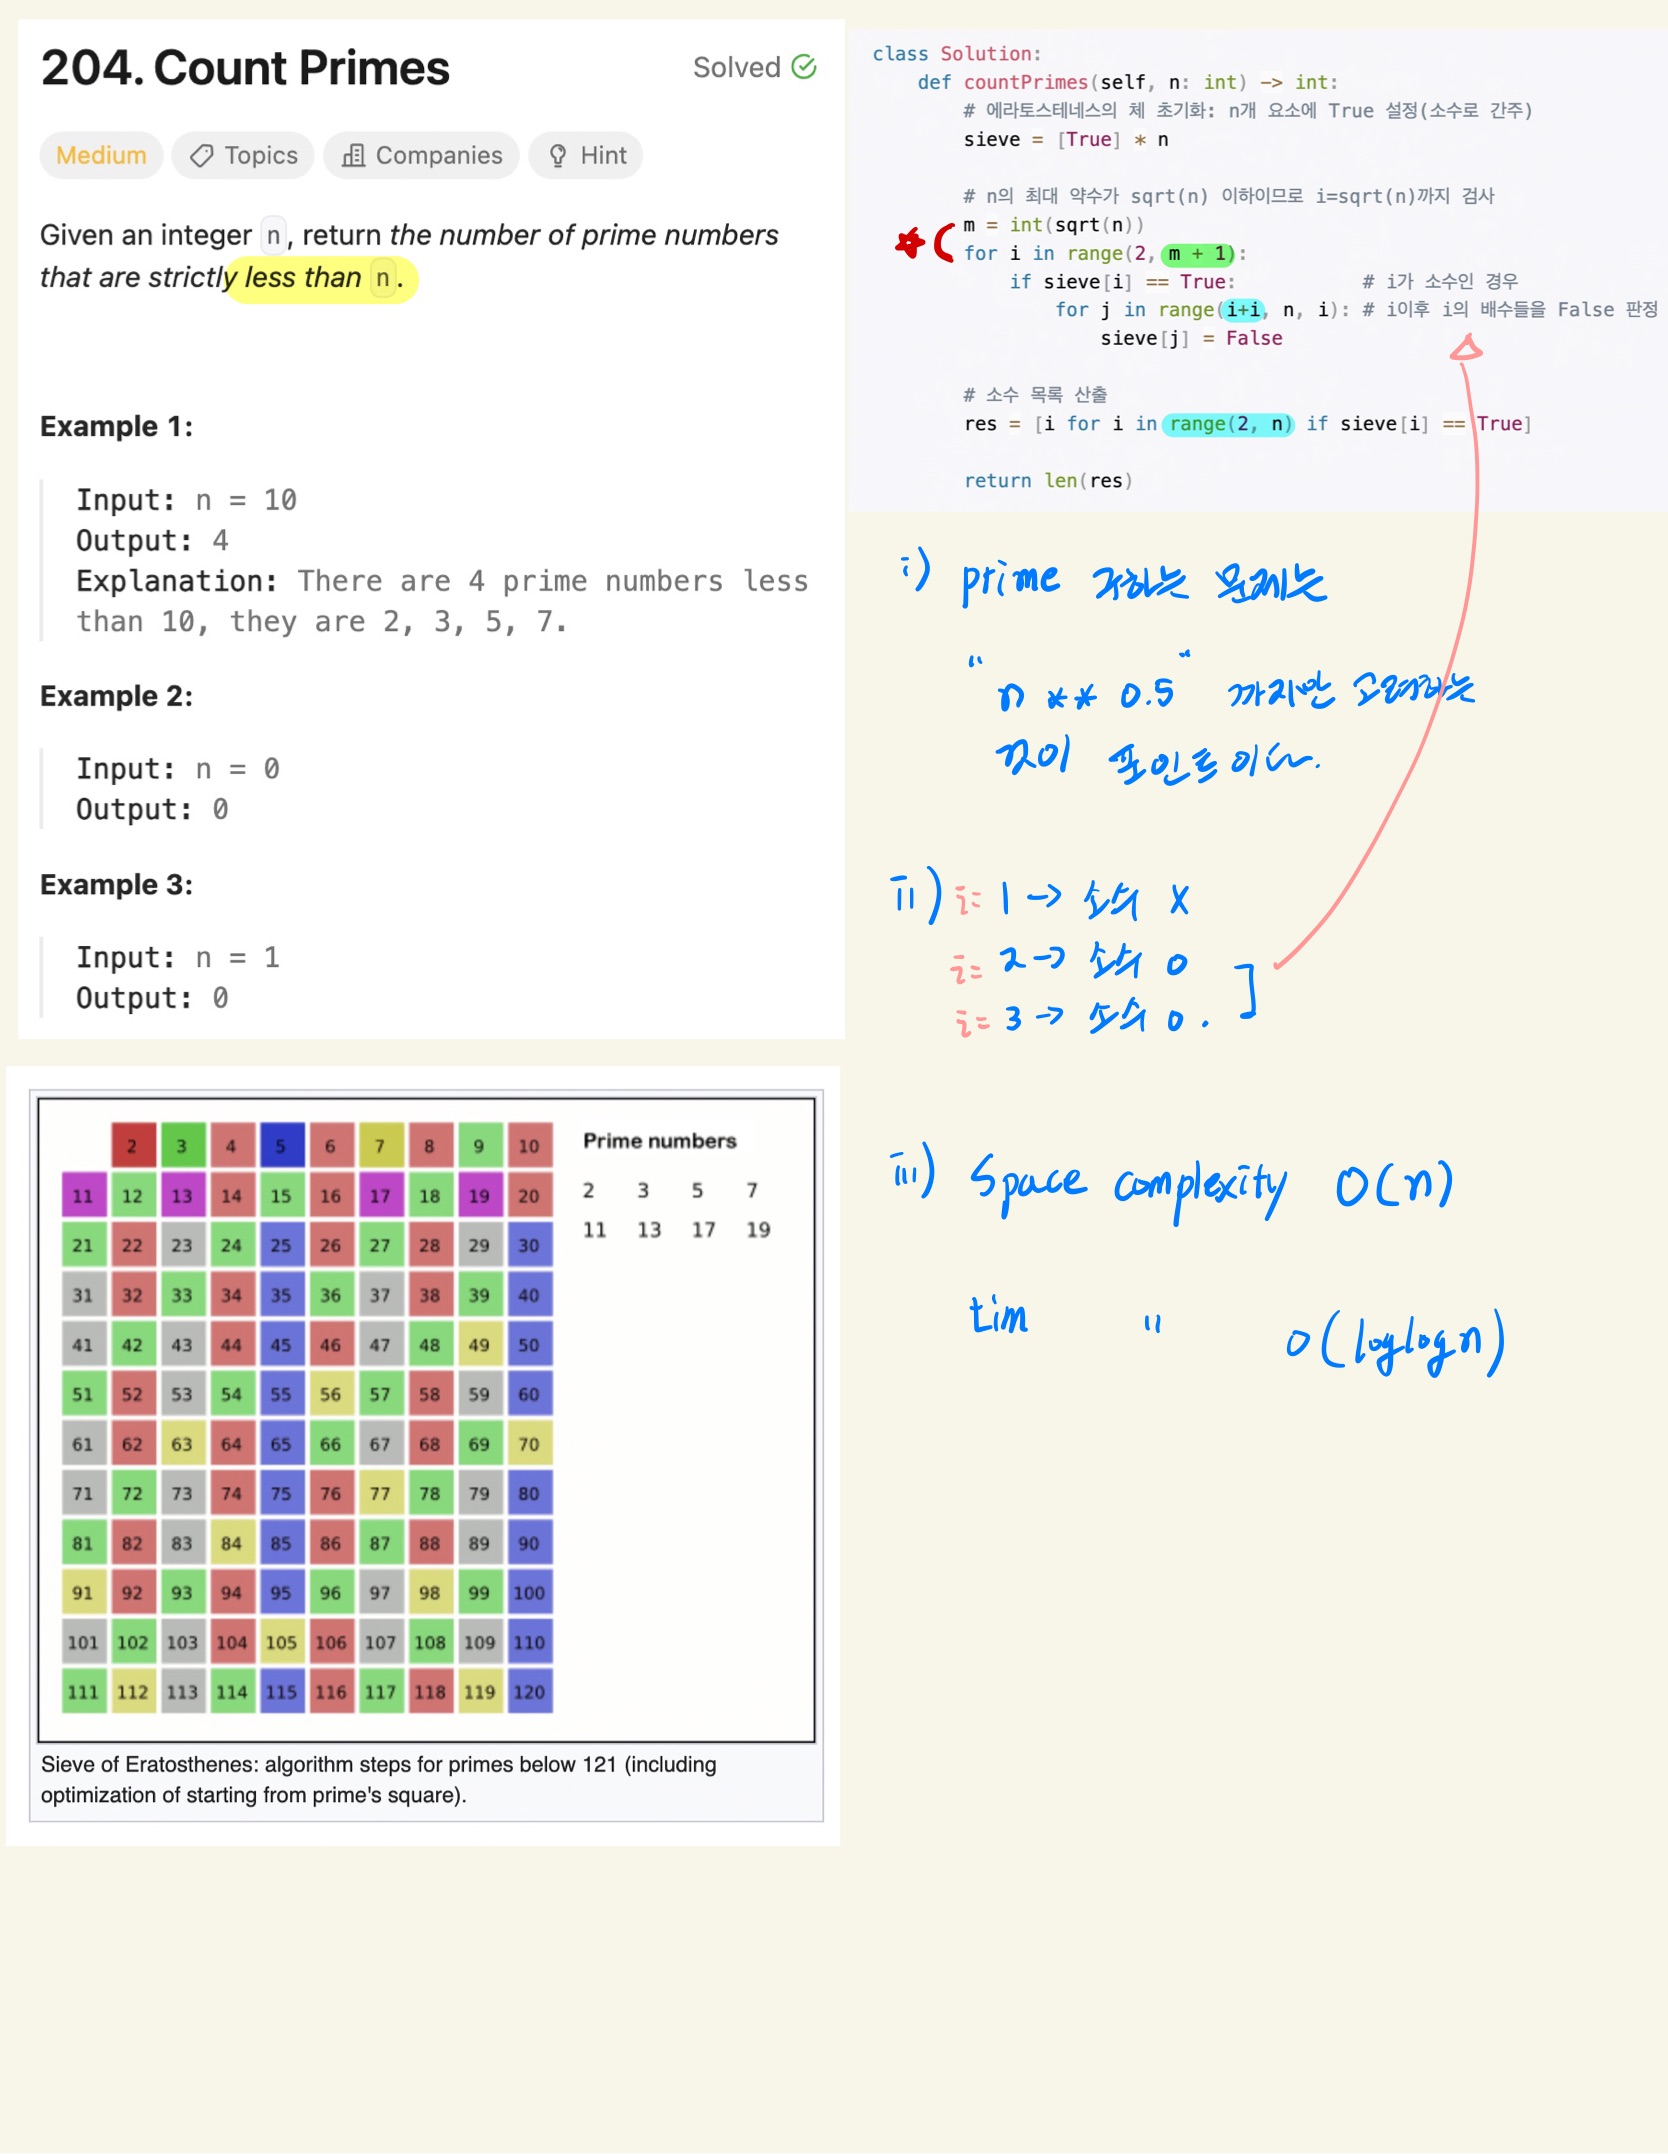 204. Count Primes
Solved
Medium
Topics
Companies
Hint
Given an integer n, return the number of prime numbers
that are strictly less than n.
Example 1:
Input: n = 10
Output: 4
Explanation: There are 4 prime numbers less
than 10, they are 2, 3, 5, 7.
Example 2:
Input: n = 0
Output: 0
Example 3:
Input: n = 1
Output: 0
class Solution:
    def countPrimes(self, n: int) -> int:
        # 에라토스테네스의 체 초기화: n개 요소에 True 설정(소수로 간주)
        sieve = [True] * n
        # n의 최대 약수가 sqrt(n) 이하이므로 i=sqrt(n)까지 검사
        m = int(sqrt(n))
        for i in range(2, m + 1):
            if sieve[i] == True:           # i가 소수인 경우
                for j in range(i+i, n, i): # i이후 i의 배수들을 False 판정
                    sieve[j] = False
        # 소수 목록 산출
        res = [i for i in range(2, n) if sieve[i] == True]
        return len(res)
i) prime 구하는 문제는
"n ** 0.5" 까지만 고려하는
것이 포인트이다.
ii) i= 1 → 소수 X
i= 2 → 소수 O
i= 3 → 소수 O.
iii) Space complexity O(n)
tim " O(loglogn)
2 3 4 5 6 7 8 9 10
11 12 13 14 15 16 17 18 19 20
21 22 23 24 25 26 27 28 29 30
31 32 33 34 35 36 37 38 39 40
41 42 43 44 45 46 47 48 49 50
51 52 53 54 55 56 57 58 59 60
61 62 63 64 65 66 67 68 69 70
71 72 73 74 75 76 77 78 79 80
81 82 83 84 85 86 87 88 89 90
91 92 93 94 95 96 97 98 99 100
101 102 103 104 105 106 107 108 109 110
111 112 113 114 115 116 117 118 119 120
Prime numbers
2 3 5 7
11 13 17 19
Sieve of Eratosthenes: algorithm steps for primes below 121 (including
optimization of starting from prime's square).